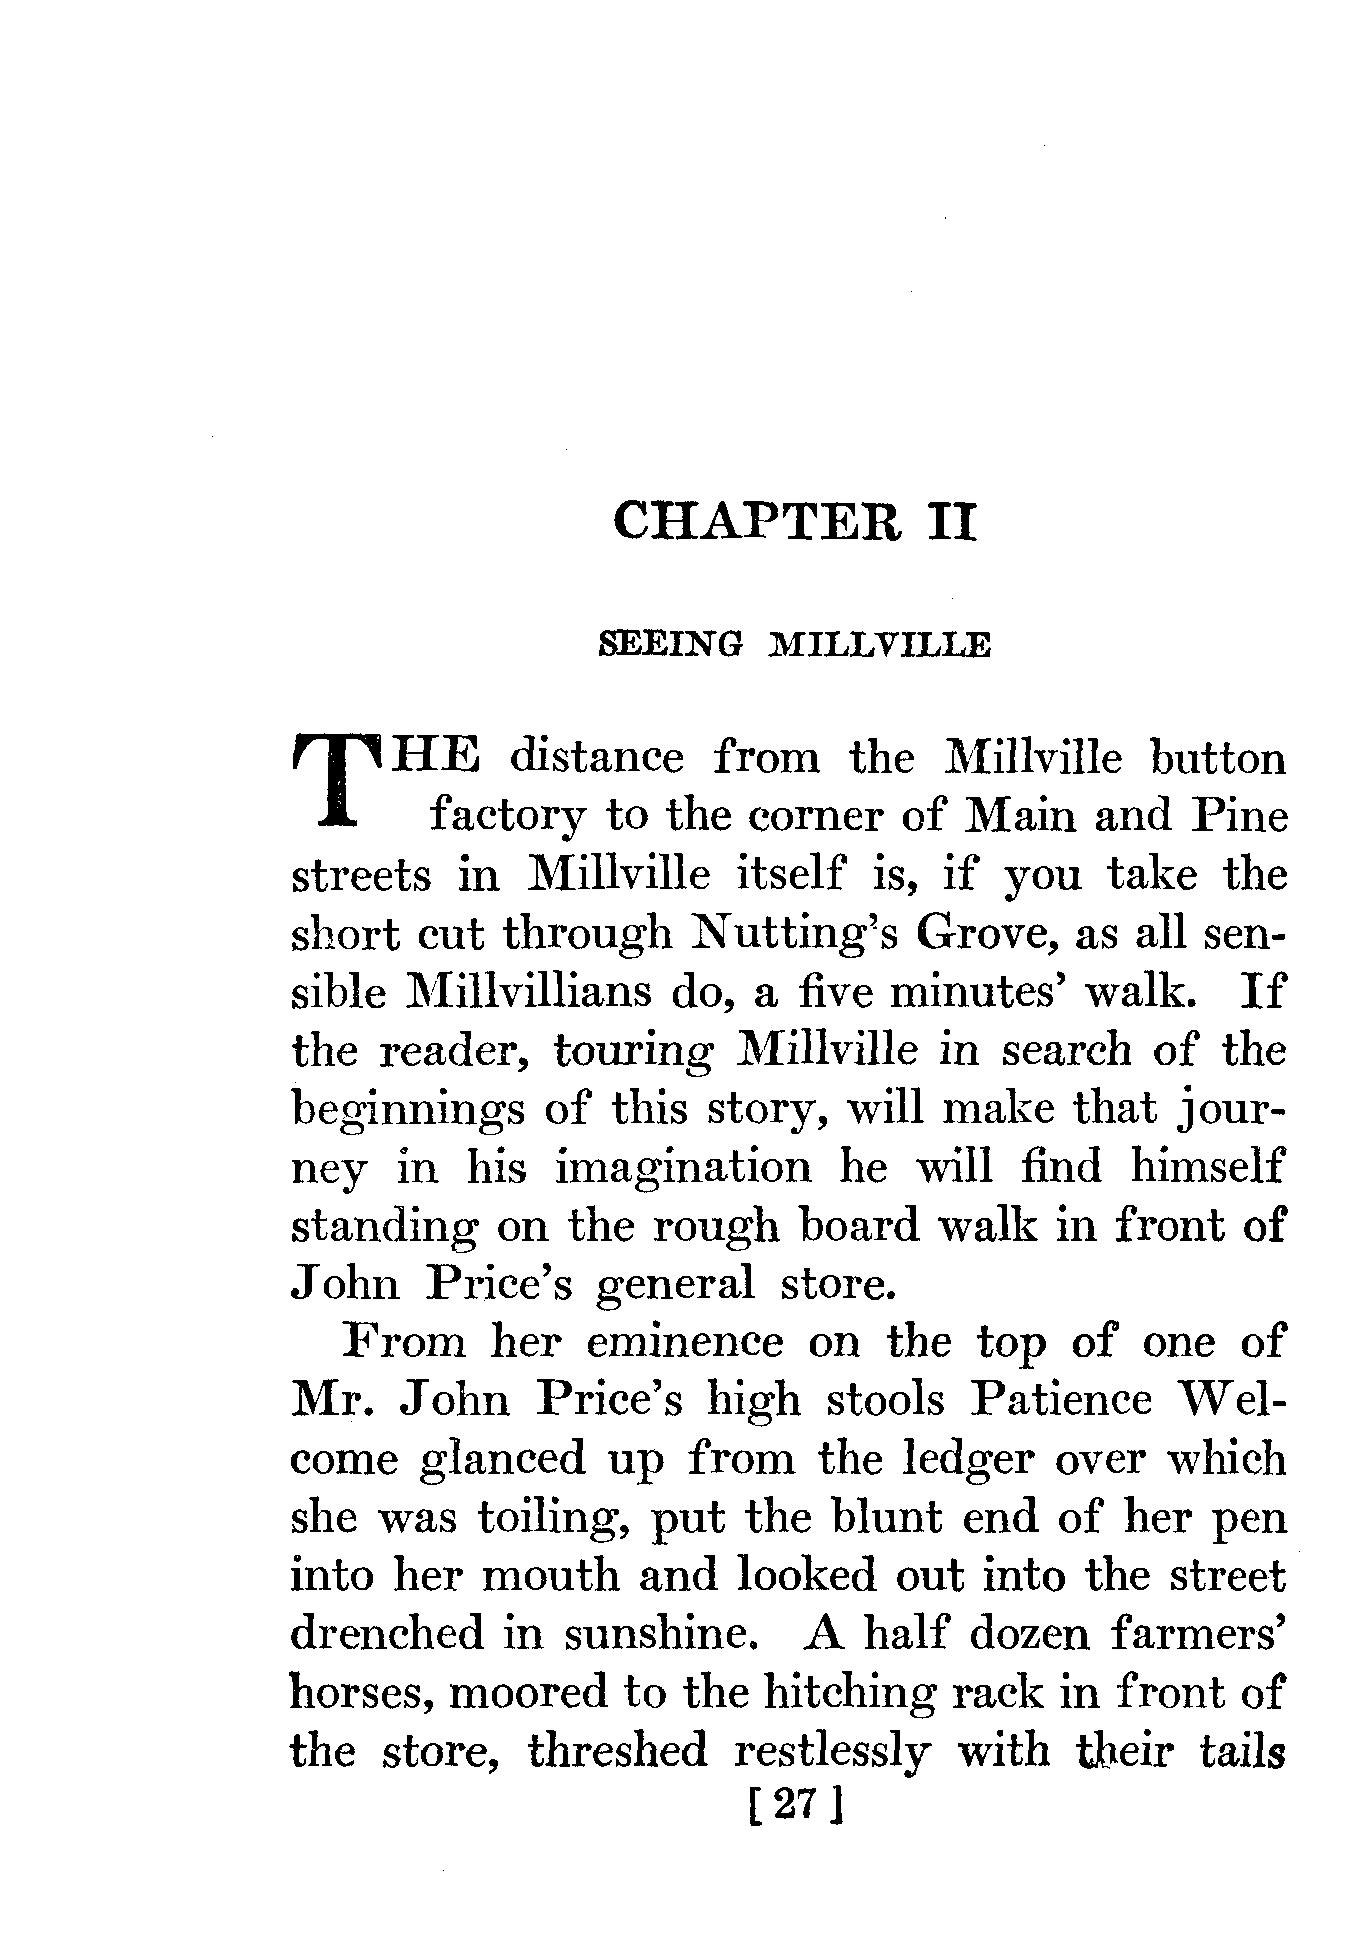 CHAPTER II
SEEING MILLVILLE
THE distance from the Millville button
factory to the corner of Main and Pine
streets in Millville itself is, if you take the
short cut through Nutting's Grove, as all sen-
sible Millvillians do, a five minutes' walk. If
the reader, touring Millville in search of the
beginnings of this story, will make that jour-
ney in his imagination he will find himself
standing on the rough board walk in front of
John Price's general store.
From her eminence on the top of one of
Mr. John Price's high stools Patience Wel-
come glanced up from the ledger over which
she was toiling, put the blunt end of her pen
into her mouth and looked out into the street
drenched in sunshine. A half dozen farmers'
horses, moored to the hitching rack in front of
the store, threshed restlessly with their tails
[ 27 ]